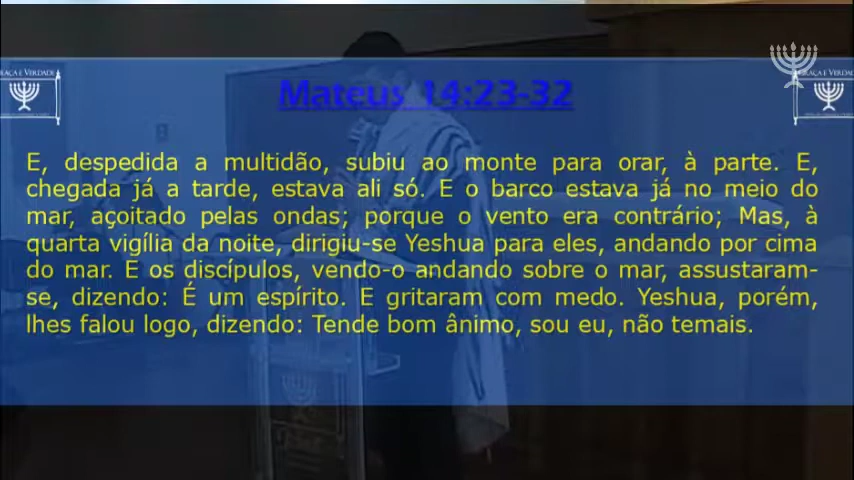 GRAÇA E VERDADE
Mateus 14:23-32
E, despedida a multidão, subiu ao monte para orar, à parte. E,
chegada já a tarde, estava ali só. E o barco estava já no meio do
mar, açoitado pelas ondas; porque o vento era contrário; Mas, à
quarta vigília da noite, dirigiu-se Yeshua para eles, andando por cima
do mar. E os discípulos, vendo-o andando sobre o mar, assustaram-
se, dizendo: É um espírito. E gritaram com medo. Yeshua, porém,
lhes falou logo, dizendo: Tende bom ânimo, sou eu, não temais.